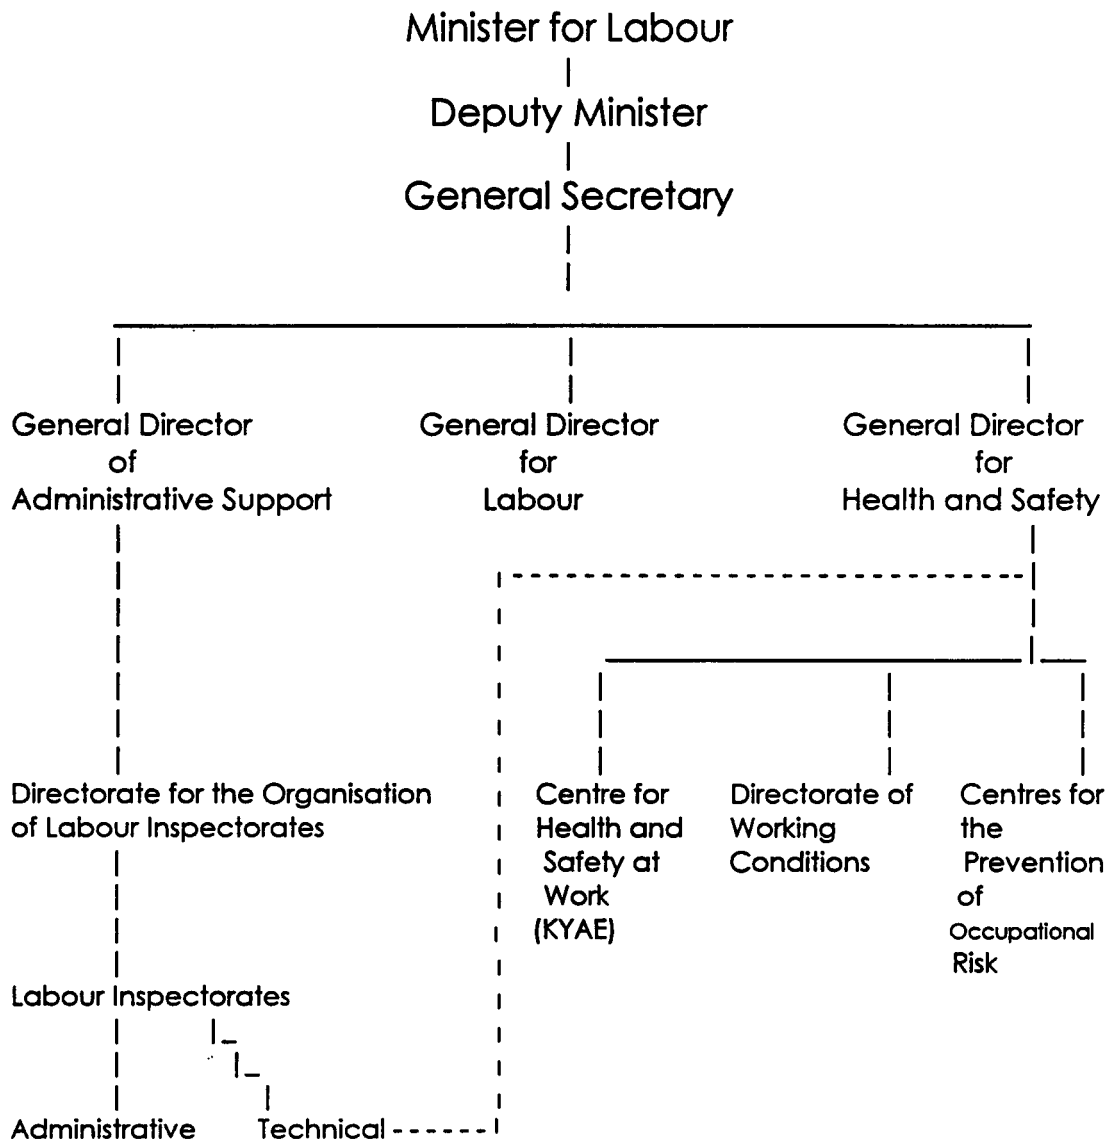 Minister for Labour
Deputy Minister
General Secretary
General Director
of
Administrative Support
General Director
for
Labour
General Director
for
Health and Safety
Directorate for the Organisation
of Labour Inspectorates
Centre for
Health and
Safety at
Work
(KYAE)
Directorate of
Working
Conditions
Centres for
the
Prevention
of
Occupational
Risk
Labour Inspectorates
Administrative
Technical